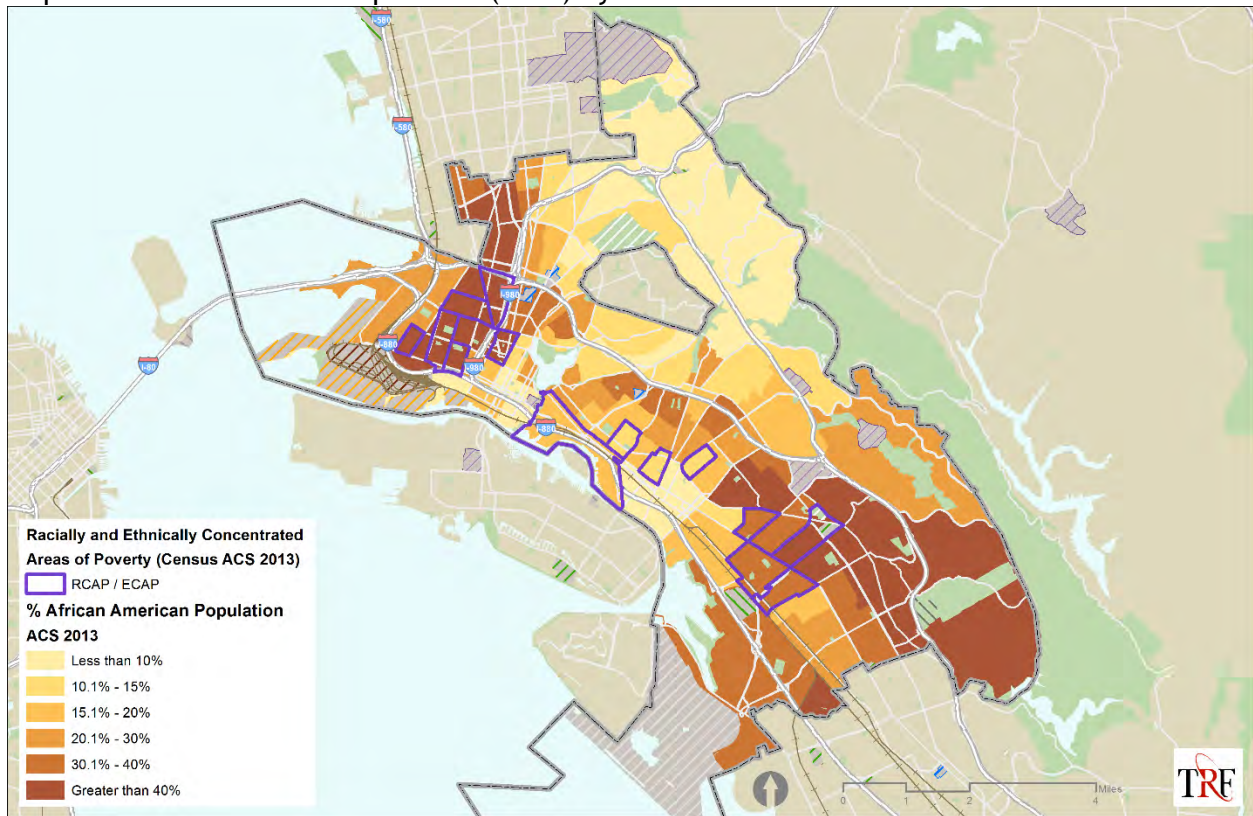 I-580
I-580
I-980
I-880
I-980
I-80
I-880
Racially and Ethnically Concentrated
Areas of Poverty (Census ACS 2013)
RCAP / ECAP
% African American Population
ACS 2013
Less than 10%
10.1% - 15%
15.1% - 20%
20.1% - 30%
30.1% - 40%
Greater than 40%
Miles
0 1 2 4
TRF